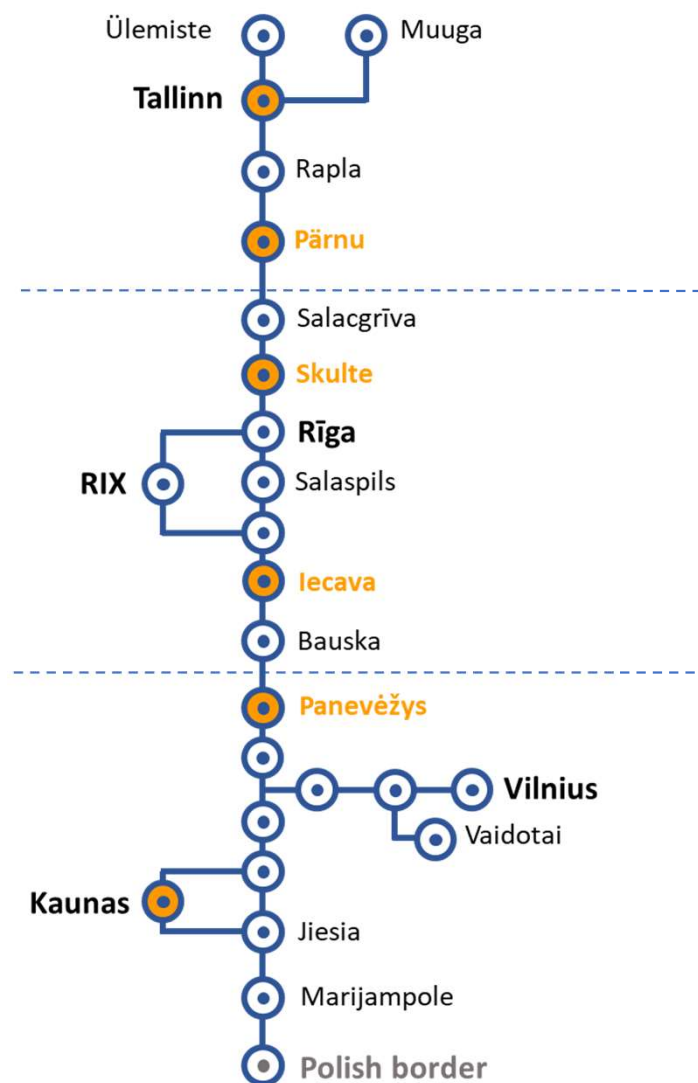 Ülemiste
Muuga
Tallinn
Rapla
Pärnu
Salacgrīva
Skulte
Rīga
RIX
Salaspils
Iecava
Bauska
Panevėžys
Vilnius
Vaidotai
Kaunas
Jiesia
Marijampole
Polish border